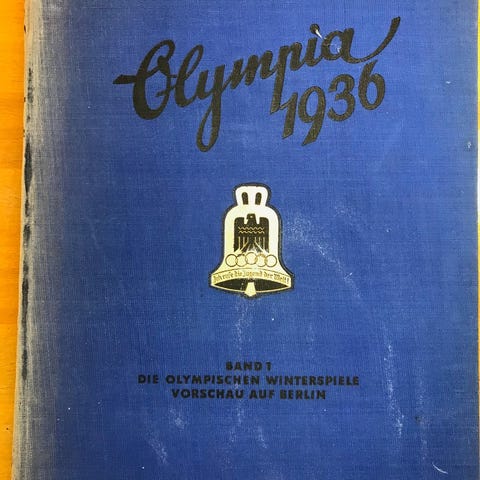 Olympia
1936
Ich rufe die Jugend der Welt!
BAND 1
DIE OLYMPISCHEN WINTERSPIELE
VORSCHAU AUF BERLIN